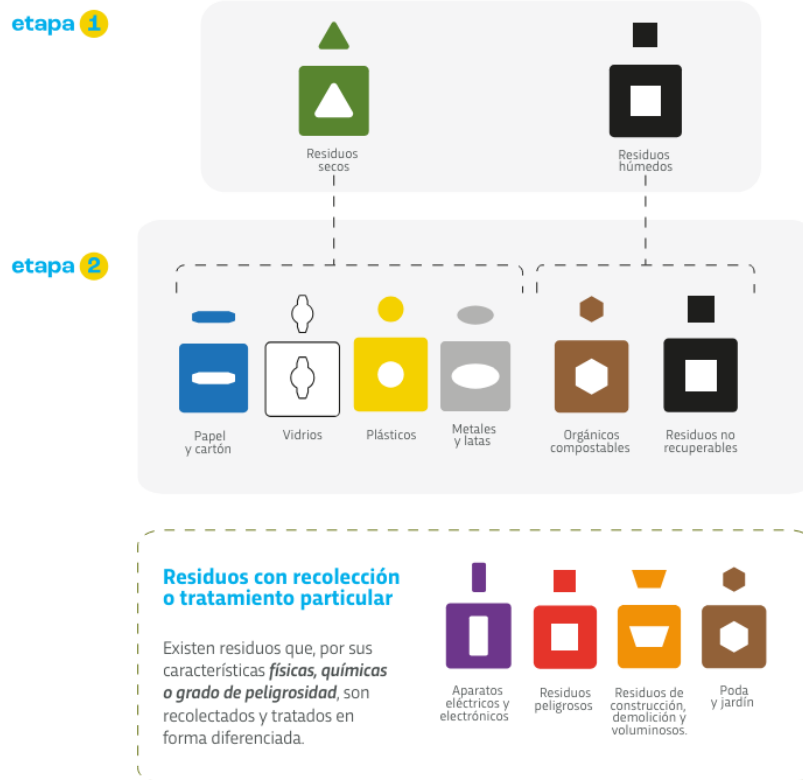 etapa 1
Residuos
secos
Residuos
húmedos
etapa 2
Papel
y cartón
Vidrios
Plásticos
Metales
y latas
Orgánicos
compostables
Residuos no
recuperables
Residuos con recolección
o tratamiento particular
Existen residuos que, por sus
características físicas, químicas
o grado de peligrosidad, son
recolectados y tratados en
forma diferenciada.
Aparatos
eléctricos y
electrónicos
Residuos
peligrosos
Residuos de
construcción,
demolición y
voluminosos.
Poda
y jardín